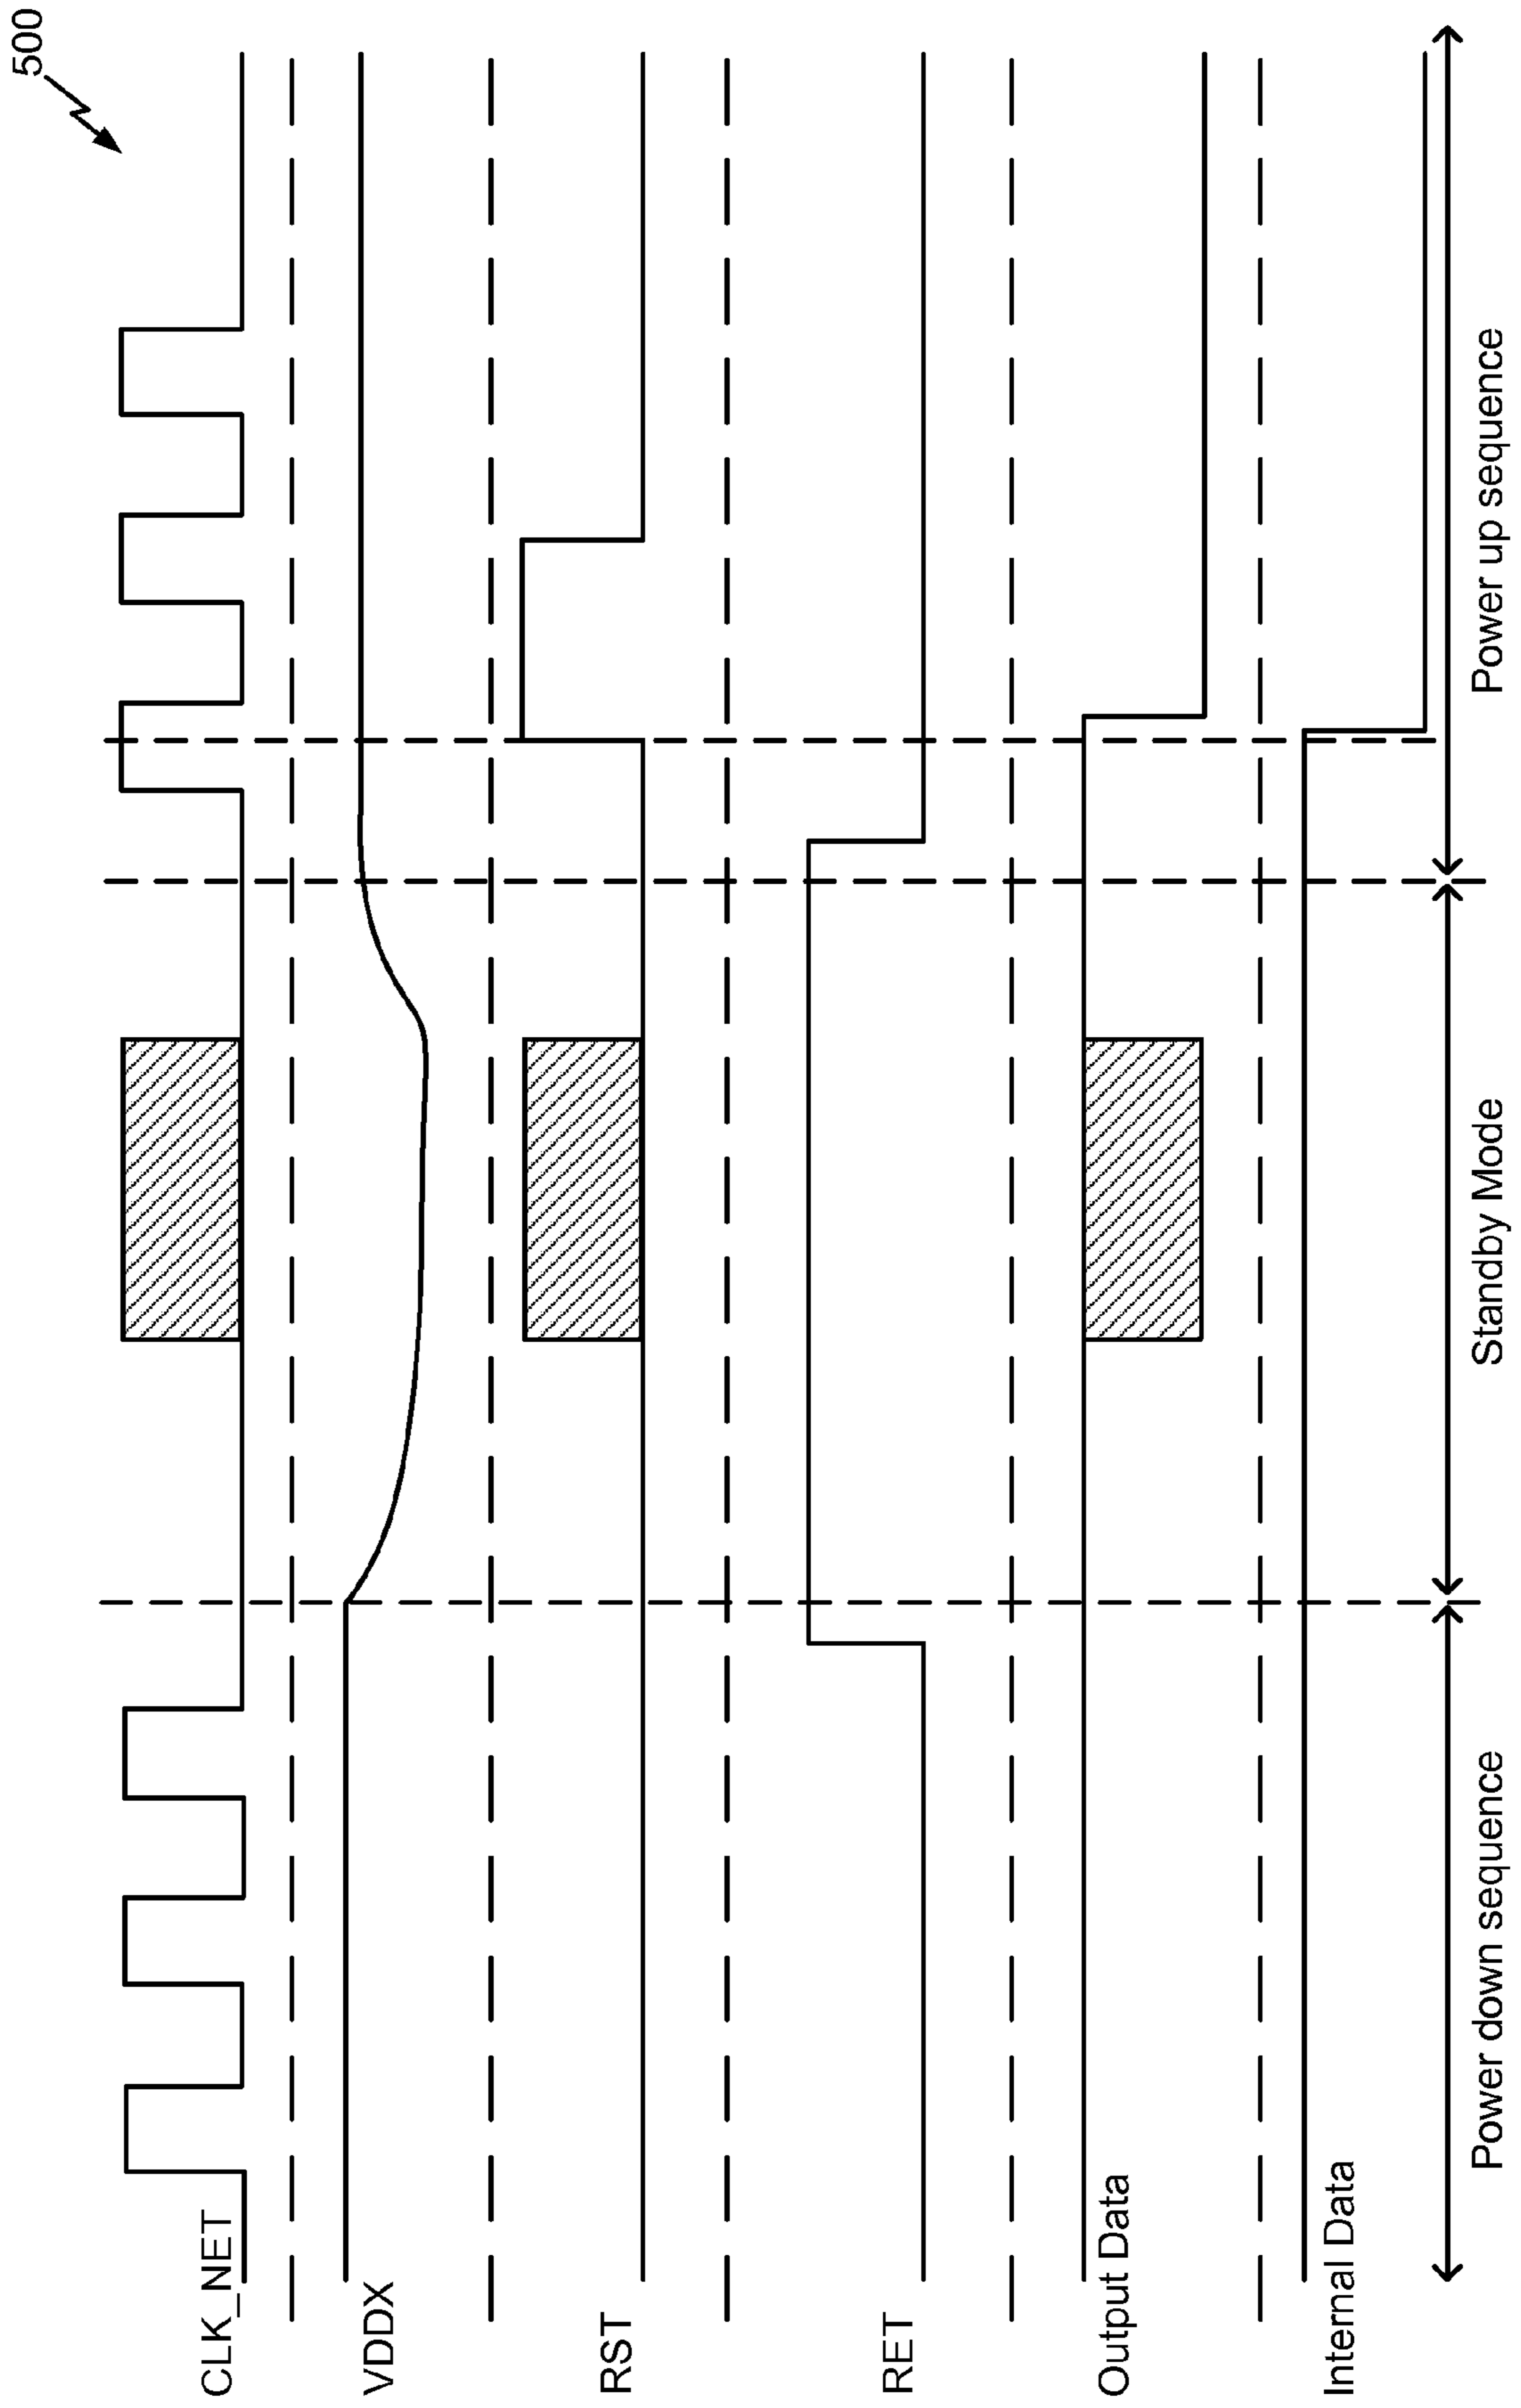 500
CLK_NET
VDDX
RST
RET
Output Data
Internal Data
Power down sequence
Standby Mode
Power up sequence